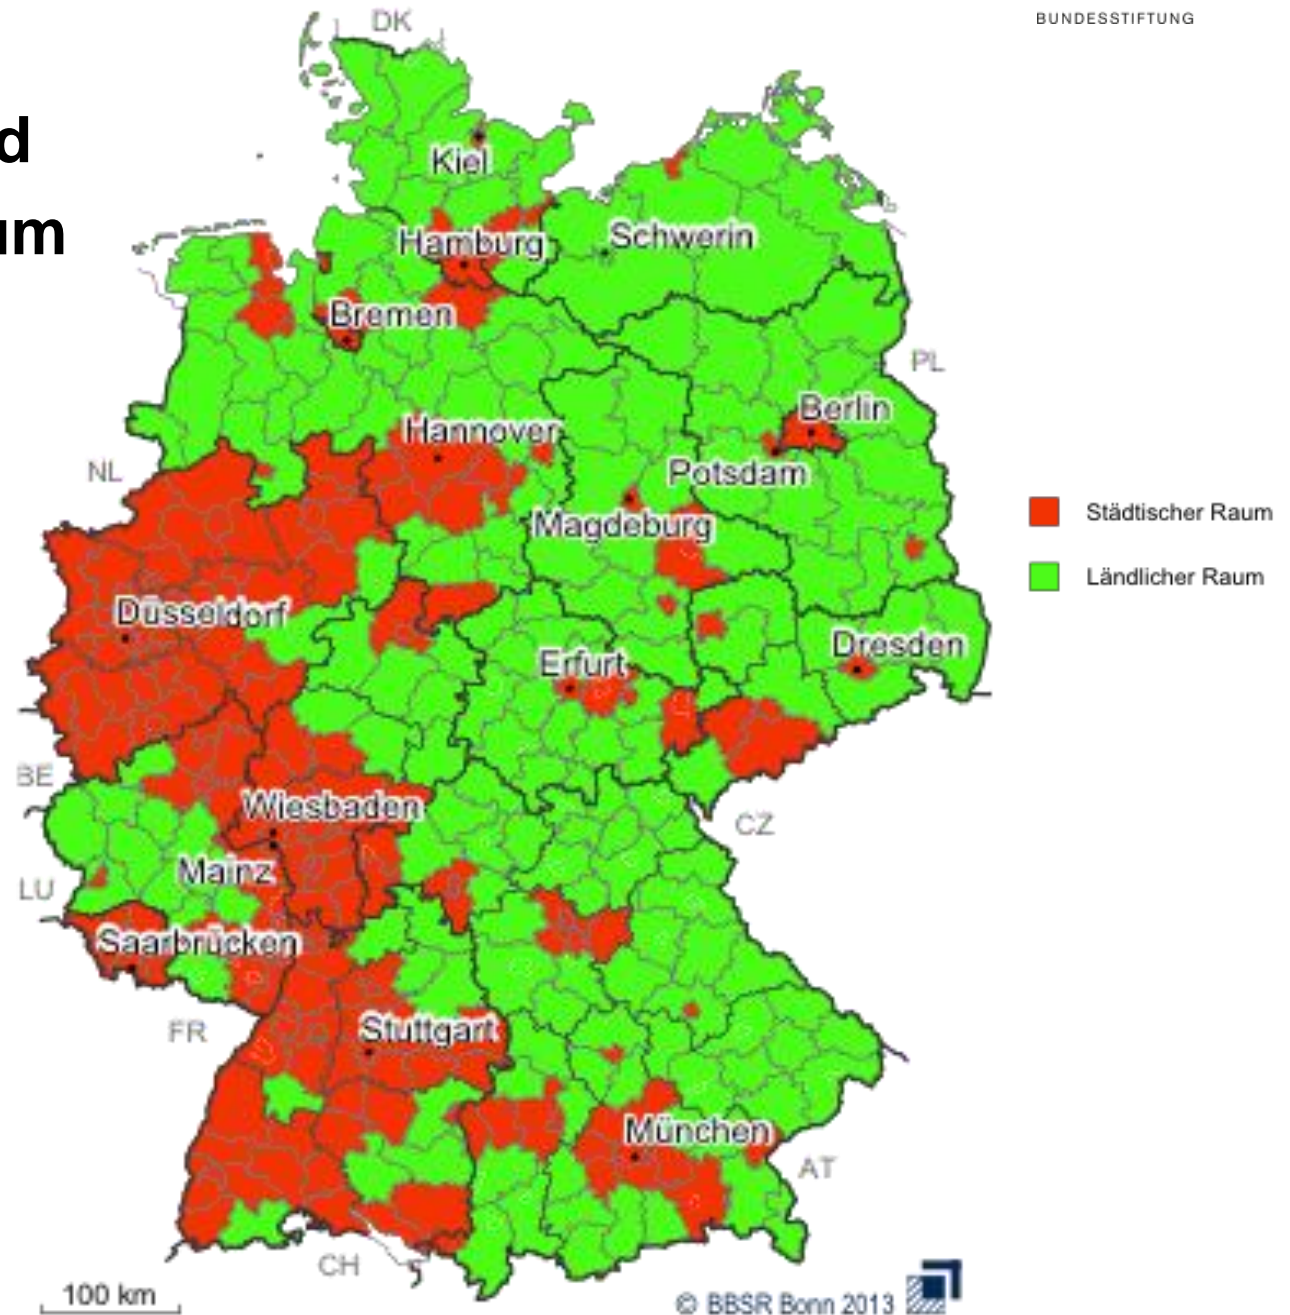 BUNDESSTIFTUNG
d
um
DK
Kiel
Hamburg
Schwerin
Bremen
PL
Berlin
Hannover
NL
Potsdam
Magdeburg
Städtischer Raum
Ländlicher Raum
Düsseldorf
Dresden
Erfurt
BE
Wiesbaden
CZ
Mainz
LU
Saarbrücken
FR
Stuttgart
München
AT
CH
100 km
© BBSR Bonn 2013